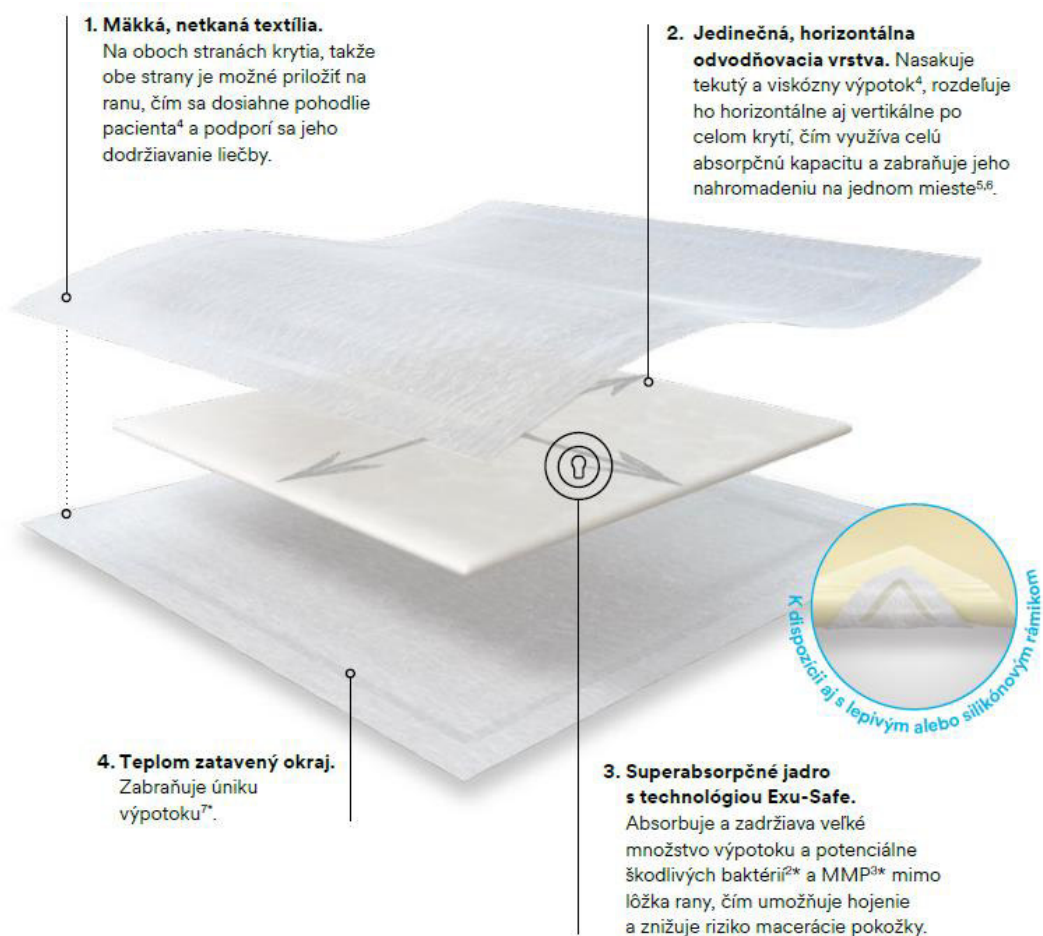 1. Mäkká, netkaná textília.
Na oboch stranách krytia, takže
obe strany je možné priložiť na
ranu, čím sa dosiahne pohodlie
pacienta⁴ a podporí sa jeho
dodržiavanie liečby.
2. Jedinečná, horizontálna
odvodňovacia vrstva. Nasakuje
tekutý a viskózny výpotok⁴, rozdeľuje
ho horizontálne aj vertikálne po
celom krytí, čím využíva celú
absorpčnú kapacitu a zabraňuje jeho
nahromadeniu na jednom mieste⁵,⁶.
K dispozícii aj s lepivým alebo silikónovým rámikom
4. Teplom zatavený okraj.
Zabraňuje úniku
výpotoku⁷*.
3. Superabsorpčné jadro
s technológiou Exu-Safe.
Absorbuje a zadržiava veľké
množstvo výpotoku a potenciálne
škodlivých baktérií²* a MMP³* mimo
lôžka rany, čím umožňuje hojenie
a znižuje riziko macerácie pokožky.